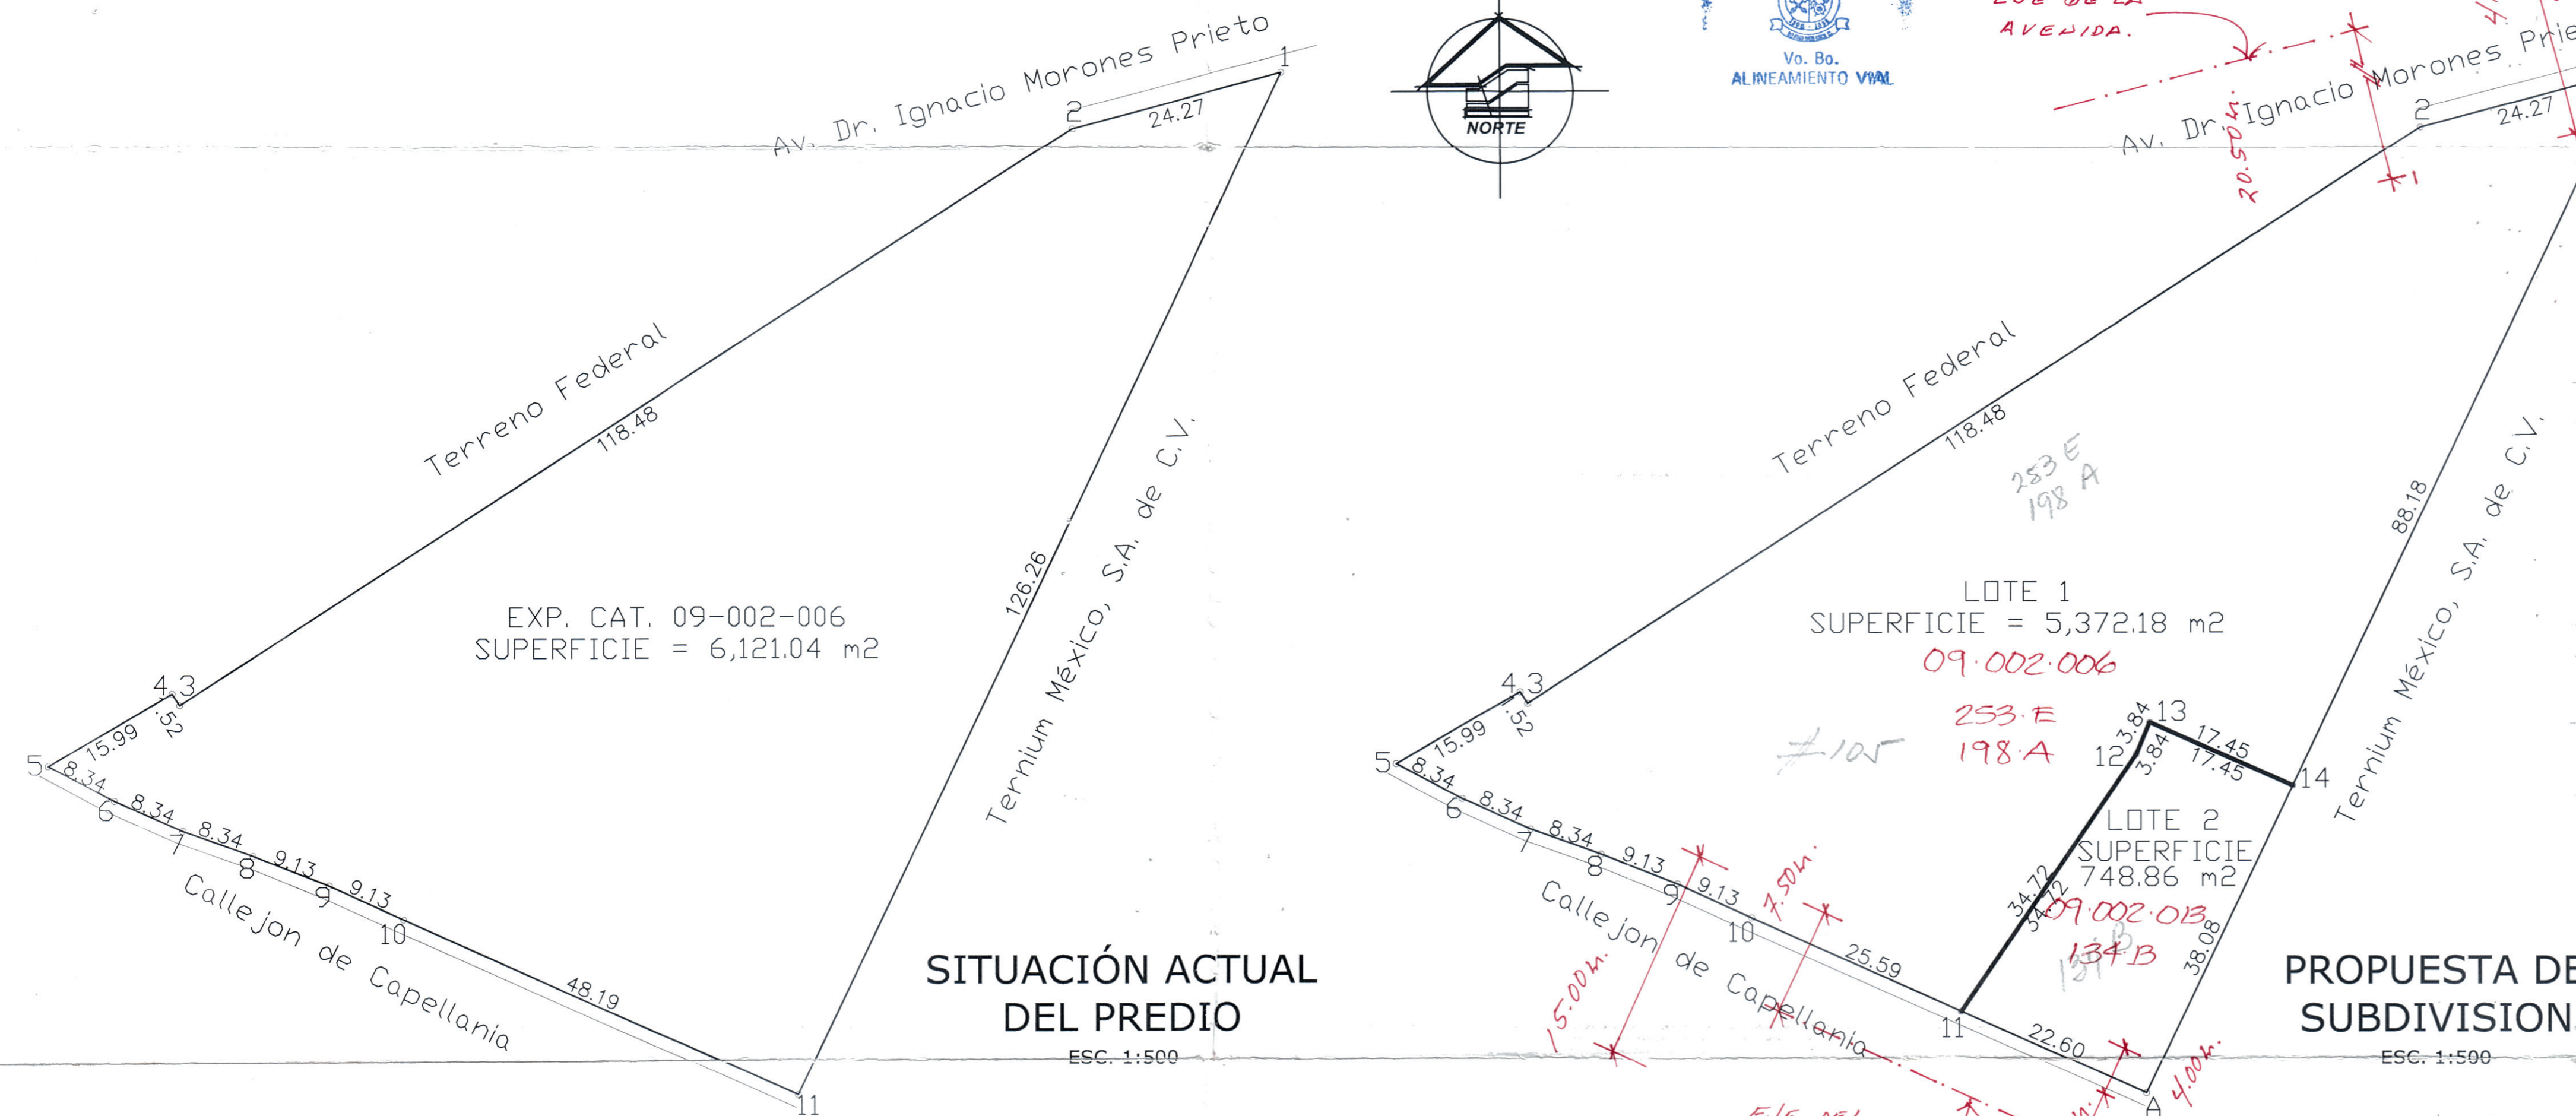 Av. Dr. Ignacio Morones Prieto
1
2
24.27
Terreno Federal
118.48
126.26
Ternium México, S.A. de C.V.
EXP. CAT. 09-002-006
SUPERFICIE = 6,121.04 m2
4
3
.52
15.99
5
8.34
6
8.34
7
8.34
8
9.13
9
9.13
10
48.19
11
Callejon de Capellania
SITUACIÓN ACTUAL
DEL PREDIO
ESC. 1:500
NORTE
Vo. Bo.
ALINEAMIENTO VIAL
AVENIDA.
20.50m.
1
Av. Dr. Ignacio Morones Prie
2
24.27
Terreno Federal
118.48
253 E
198 A
88.18
Ternium México, S.A. de C.V.
LOTE 1
SUPERFICIE = 5,372.18 m2
09.002.006
253.E
198.A
#105
4
3
1.52
15.99
5
8.34
6
8.34
7
8.34
8
9.13
9
9.13
10
25.59
11
22.60
A
12
3.84
3.84
13
17.45
17.45
14
34.72
34.72
38.08
LOTE 2
SUPERFICIE
748.86 m2
09.002.013
134B
Callejon de Capellania
15.00m.
7.50m.
4.00m.
PROPUESTA DE
SUBDIVISION
ESC. 1:500